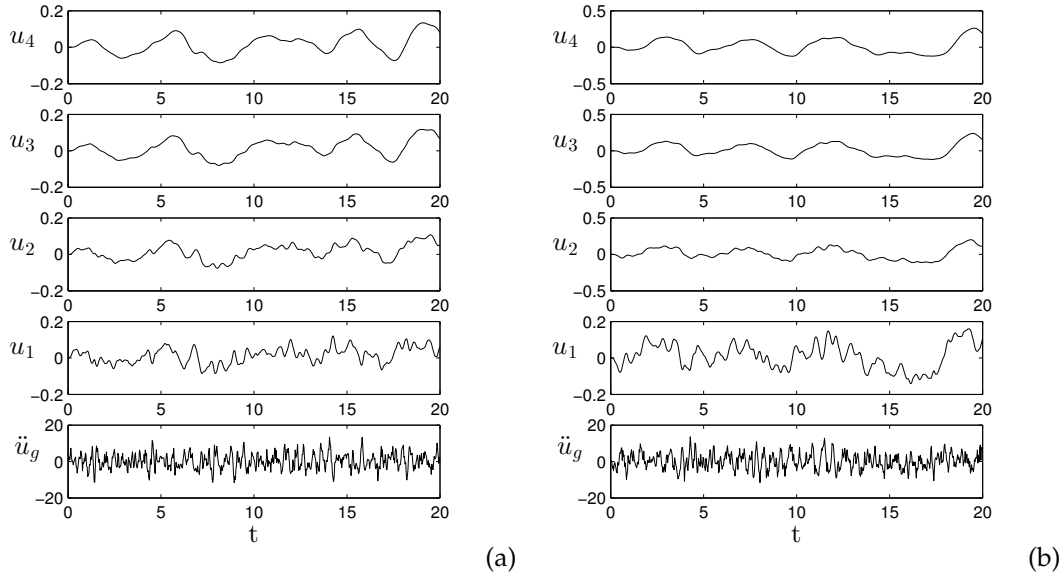 u₄ 0.2 0 −0.2 0 5 10 15 20
u₃ 0.2 0 −0.2 0 5 10 15 20
u₂ 0.2 0 −0.2 0 5 10 15 20
u₁ 0.2 0 −0.2 0 5 10 15 20
ü_g 20 0 −20 0 5 10 15 20
t
(a)
u₄ 0.5 0 −0.5 0 5 10 15 20
u₃ 0.5 0 −0.5 0 5 10 15 20
u₂ 0.5 0 −0.5 0 5 10 15 20
u₁ 0.2 0 −0.2 0 5 10 15 20
ü_g 20 0 −20 0 5 10 15 20
t
(b)